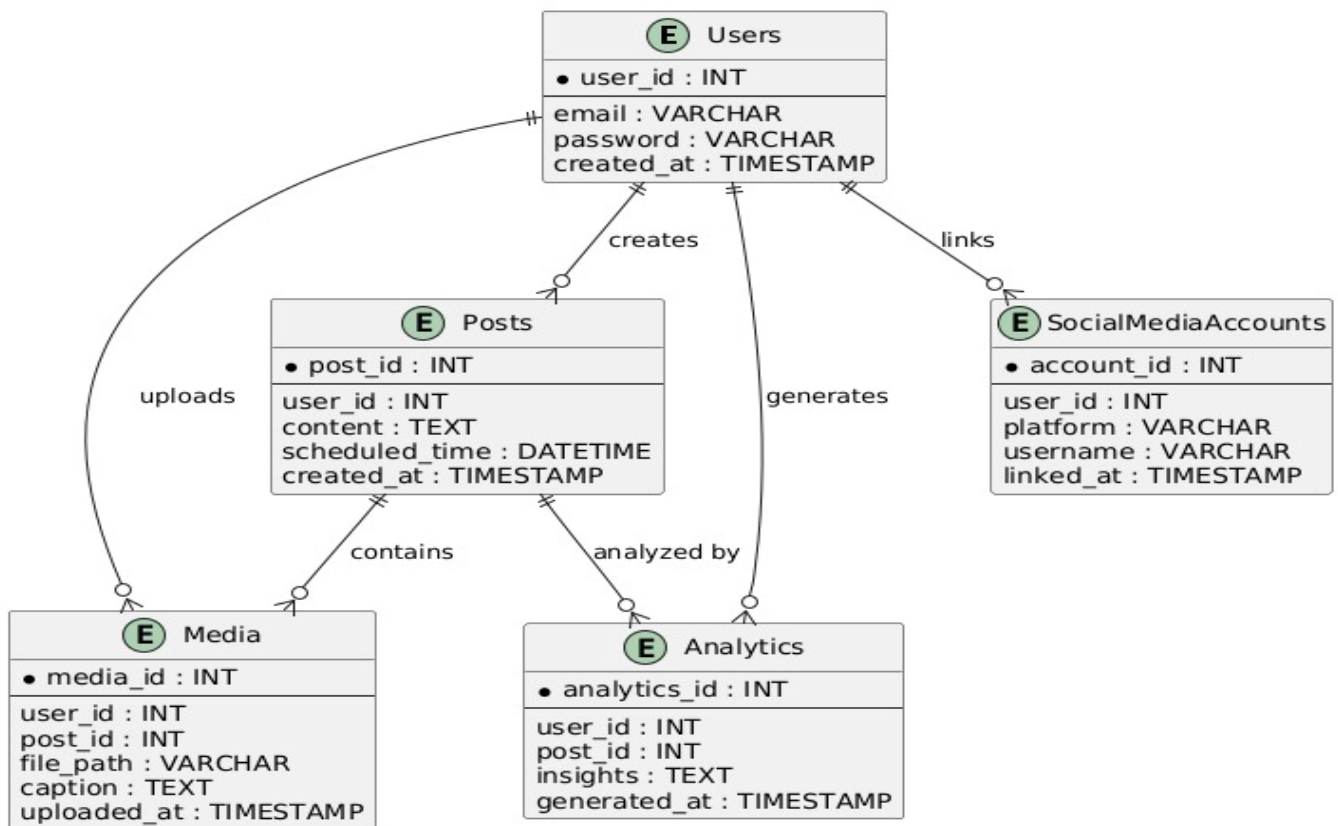 E Users
user_id : INT
email : VARCHAR
password : VARCHAR
created_at : TIMESTAMP
creates
links
E Posts
post_id : INT
user_id : INT
content : TEXT
scheduled_time : DATETIME
created_at : TIMESTAMP
E SocialMediaAccounts
account_id : INT
user_id : INT
platform : VARCHAR
username : VARCHAR
linked_at : TIMESTAMP
uploads
generates
contains
analyzed by
E Media
media_id : INT
user_id : INT
post_id : INT
file_path : VARCHAR
caption : TEXT
uploaded_at : TIMESTAMP
E Analytics
analytics_id : INT
user_id : INT
post_id : INT
insights : TEXT
generated_at : TIMESTAMP